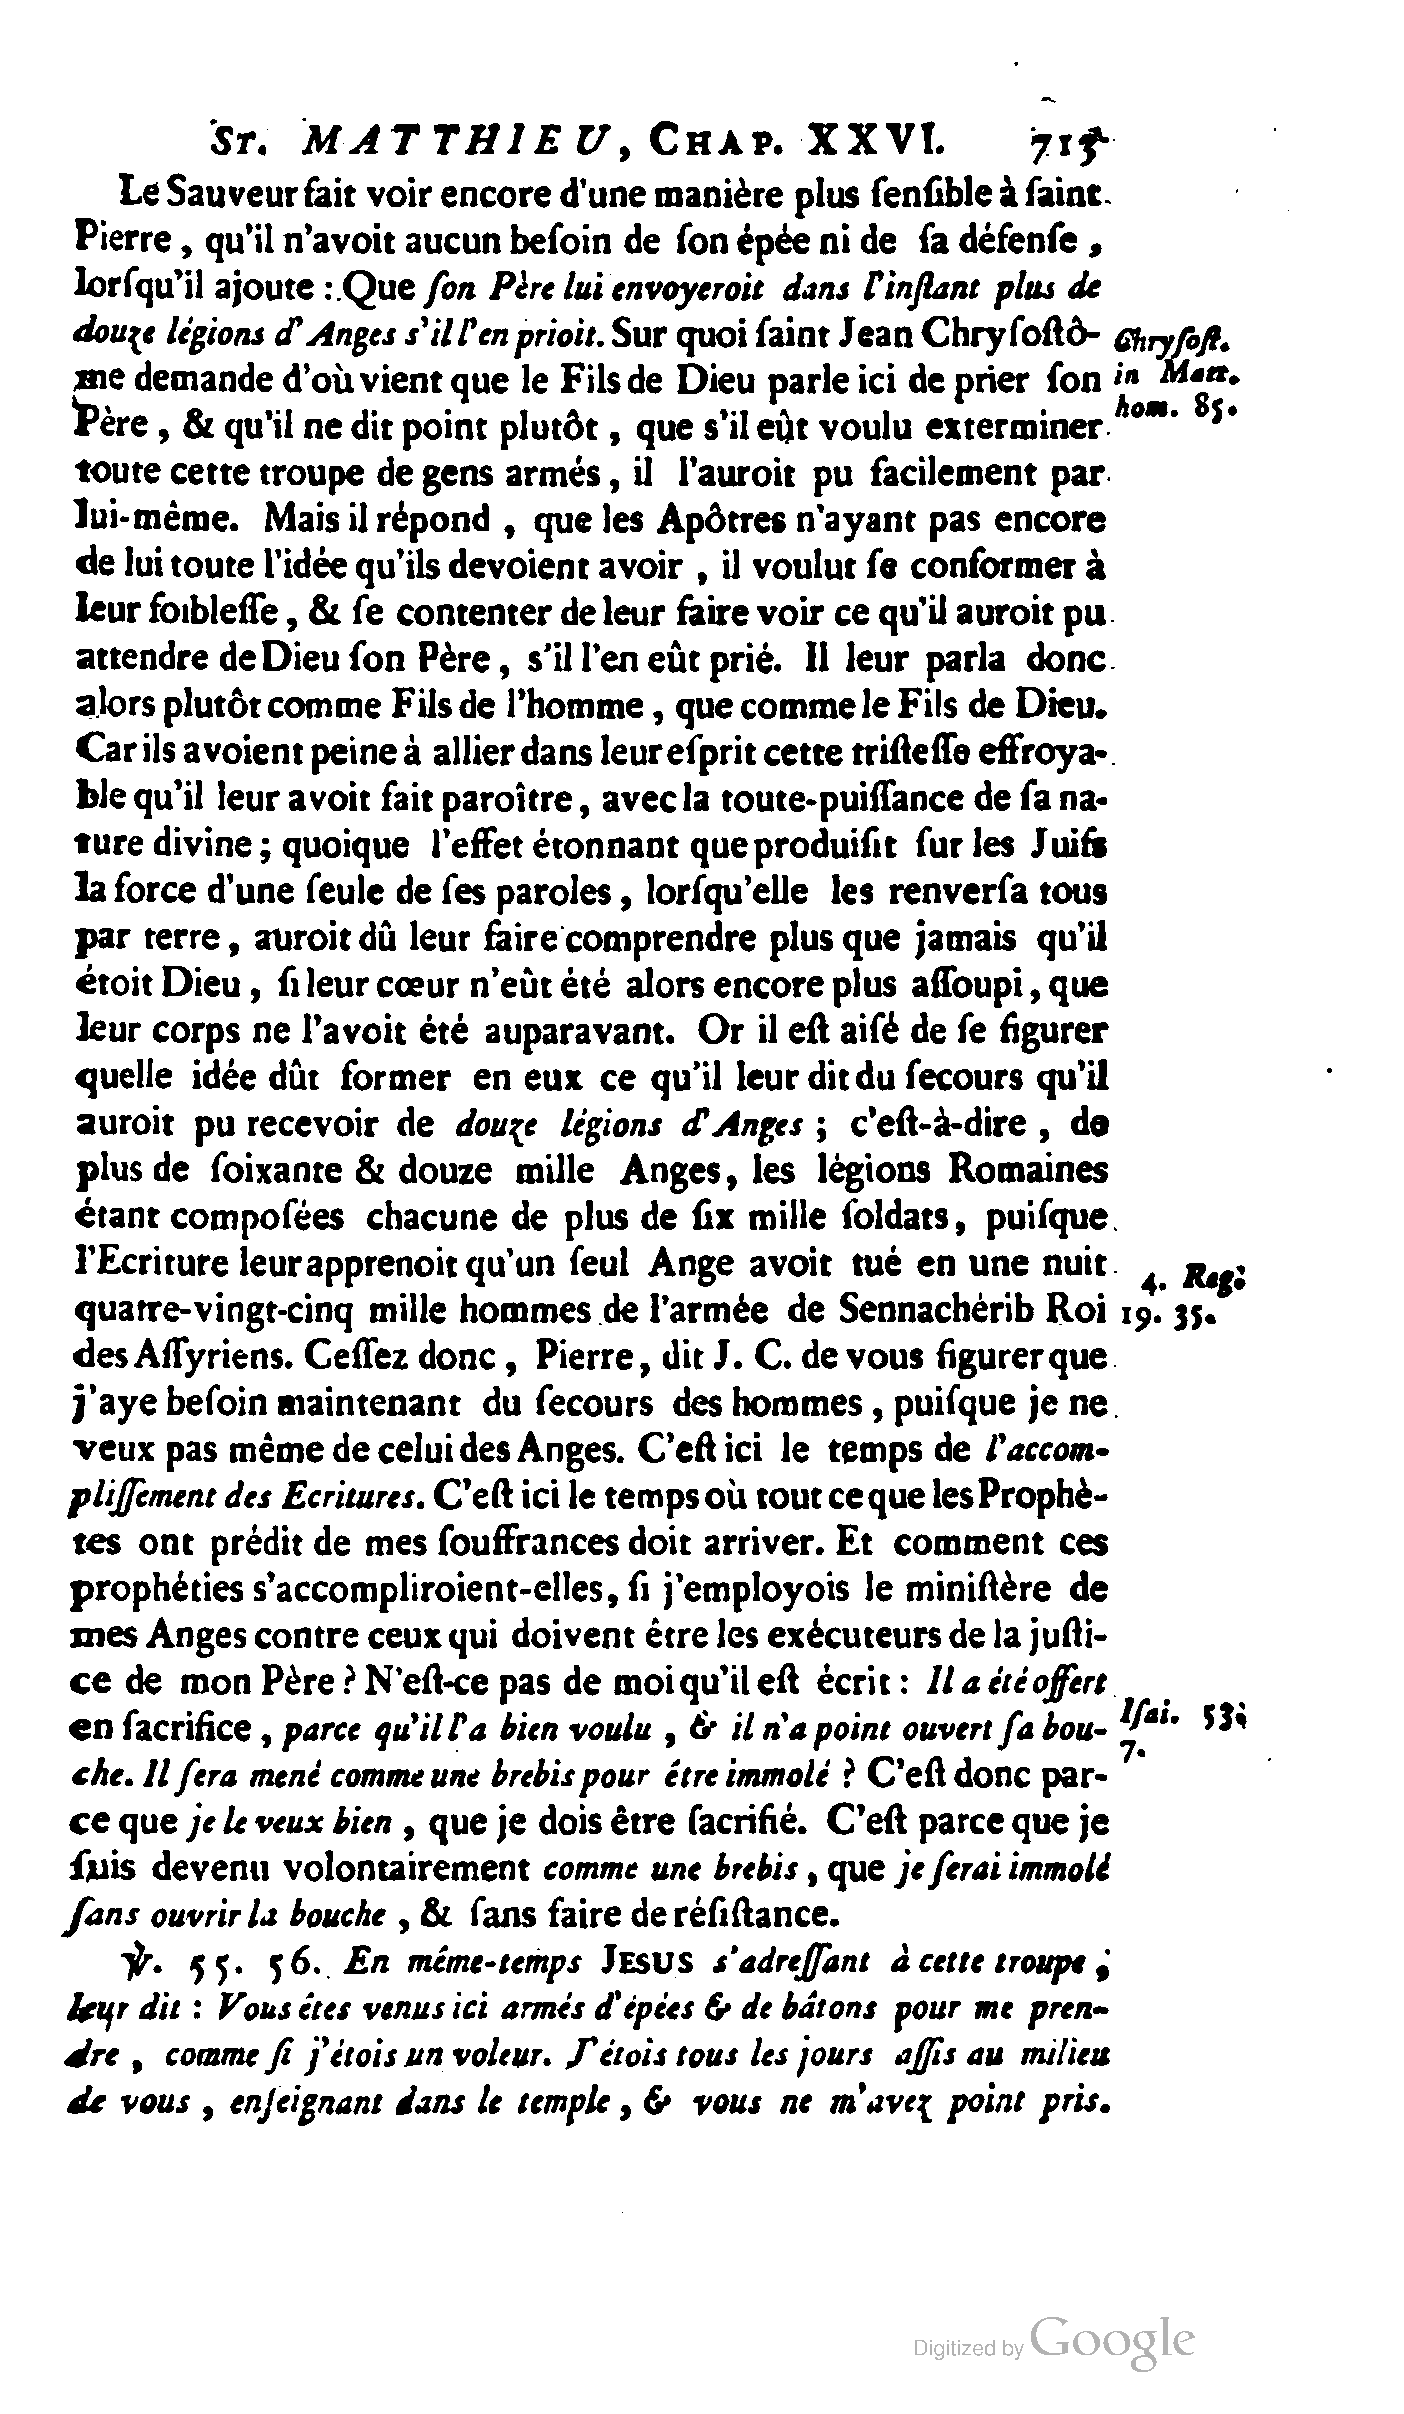 St. MATTHIEU, CHAP. XXVI. 715
Le Sauveur fait voir encore d'une manière plus ſenſible à ſaint
Pierre, qu'il n'avoit aucun beſoin de ſon épée ni de ſa défenſe,
lorſqu'il ajoute : Que ſon Père lui envoyeroit dans l'inſtant plus de
douze légions d'Anges s'il l'en prioit. Sur quoi ſaint Jean Chryſoſtô-
Chryſoſt.
me demande d'où vient que le Fils de Dieu parle ici de prier ſon
in Matt.
Père, & qu'il ne dit point plutôt, que s'il eût voulu exterminer
hom. 85.
toute cette troupe de gens armés, il l'auroit pu facilement par
lui-même. Mais il répond, que les Apôtres n'ayant pas encore
de lui toute l'idée qu'ils devoient avoir, il voulut ſe conformer à
leur foibleſſe, & ſe contenter de leur faire voir ce qu'il auroit pu
attendre de Dieu ſon Père, s'il l'en eût prié. Il leur parla donc
alors plutôt comme Fils de l'homme, que comme le Fils de Dieu.
Car ils avoient peine à allier dans leur eſprit cette triſteſſe effroya-
ble qu'il leur avoit fait paroître, avec la toute-puiſſance de ſa na-
ture divine; quoique l'effet étonnant que produiſit ſur les Juifs
la force d'une ſeule de ſes paroles, lorſqu'elle les renverſa tous
par terre, auroit dû leur faire comprendre plus que jamais qu'il
étoit Dieu, ſi leur cœur n'eût été alors encore plus aſſoupi, que
leur corps ne l'avoit été auparavant. Or il eſt aiſé de ſe figurer
quelle idée dût former en eux ce qu'il leur dit du ſecours qu'il
auroit pu recevoir de douze légions d'Anges; c'eſt-à-dire, de
plus de ſoixante & douze mille Anges, les légions Romaines
étant compoſées chacune de plus de ſix mille ſoldats, puiſque
l'Ecriture leur apprenoit qu'un ſeul Ange avoit tué en une nuit
4. Reg.
quatre-vingt-cinq mille hommes de l'armée de Sennachérib Roi
19. 35.
des Aſſyriens. Ceſſez donc, Pierre, dit J. C. de vous figurer que
j'aye beſoin maintenant du ſecours des hommes, puiſque je ne
veux pas même de celui des Anges. C'eſt ici le temps de l'accom-
pliſſement des Ecritures. C'eſt ici le temps où tout ce que les Prophè-
tes ont prédit de mes ſouffrances doit arriver. Et comment ces
prophéties s'accompliroient-elles, ſi j'employois le miniſtère de
mes Anges contre ceux qui doivent être les exécuteurs de la juſti-
ce de mon Père ? N'eſt-ce pas de moi qu'il eſt écrit : Il a été offert
en ſacrifice, parce qu'il l'a bien voulu, & il n'a point ouvert ſa bou-
Iſai. 53.
7.
che. Il ſera mené comme une brebis pour être immolé ? C'eſt donc par-
ce que je le veux bien, que je dois être ſacrifié. C'eſt parce que je
ſuis devenu volontairement comme une brebis, que je ſerai immolé
ſans ouvrir la bouche, & ſans faire de réſiſtance.
℣. 55. 56. En même-temps JESUS s'adreſſant à cette troupe,
leur dit : Vous êtes venus ici armés d'épées & de bâtons pour me pren-
dre, comme ſi j'étois un voleur. J'étois tous les jours aſſis au milieu
de vous, enſeignant dans le temple, & vous ne m'avez point pris.
Digitized by Google